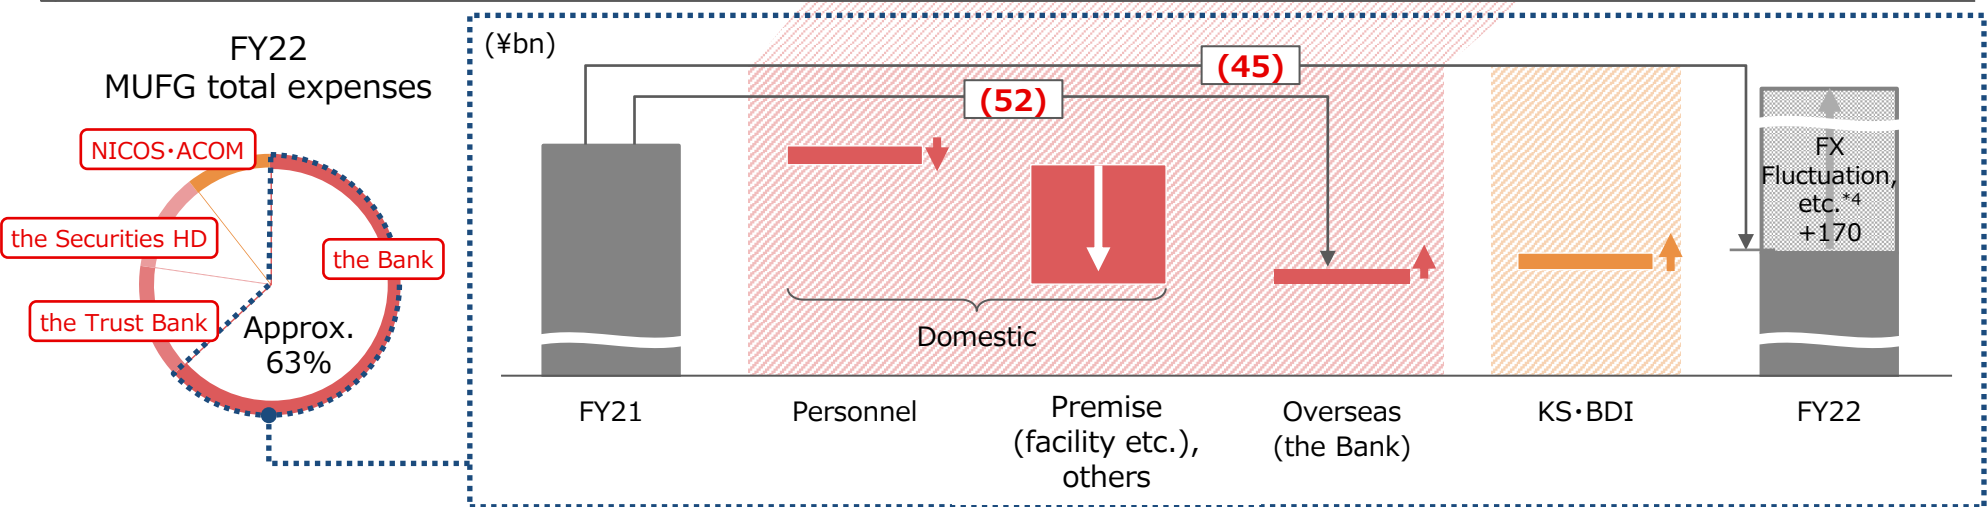 FY22
MUFG total expenses
NICOS・ACOM
the Securities HD
the Bank
the Trust Bank
Approx.
63%
(¥bn)
(45)
(52)
FX
Fluctuation,
etc.*4
+170
Domestic
FY21
Personnel
Premise
(facility etc.),
others
Overseas
(the Bank)
KS・BDI
FY22